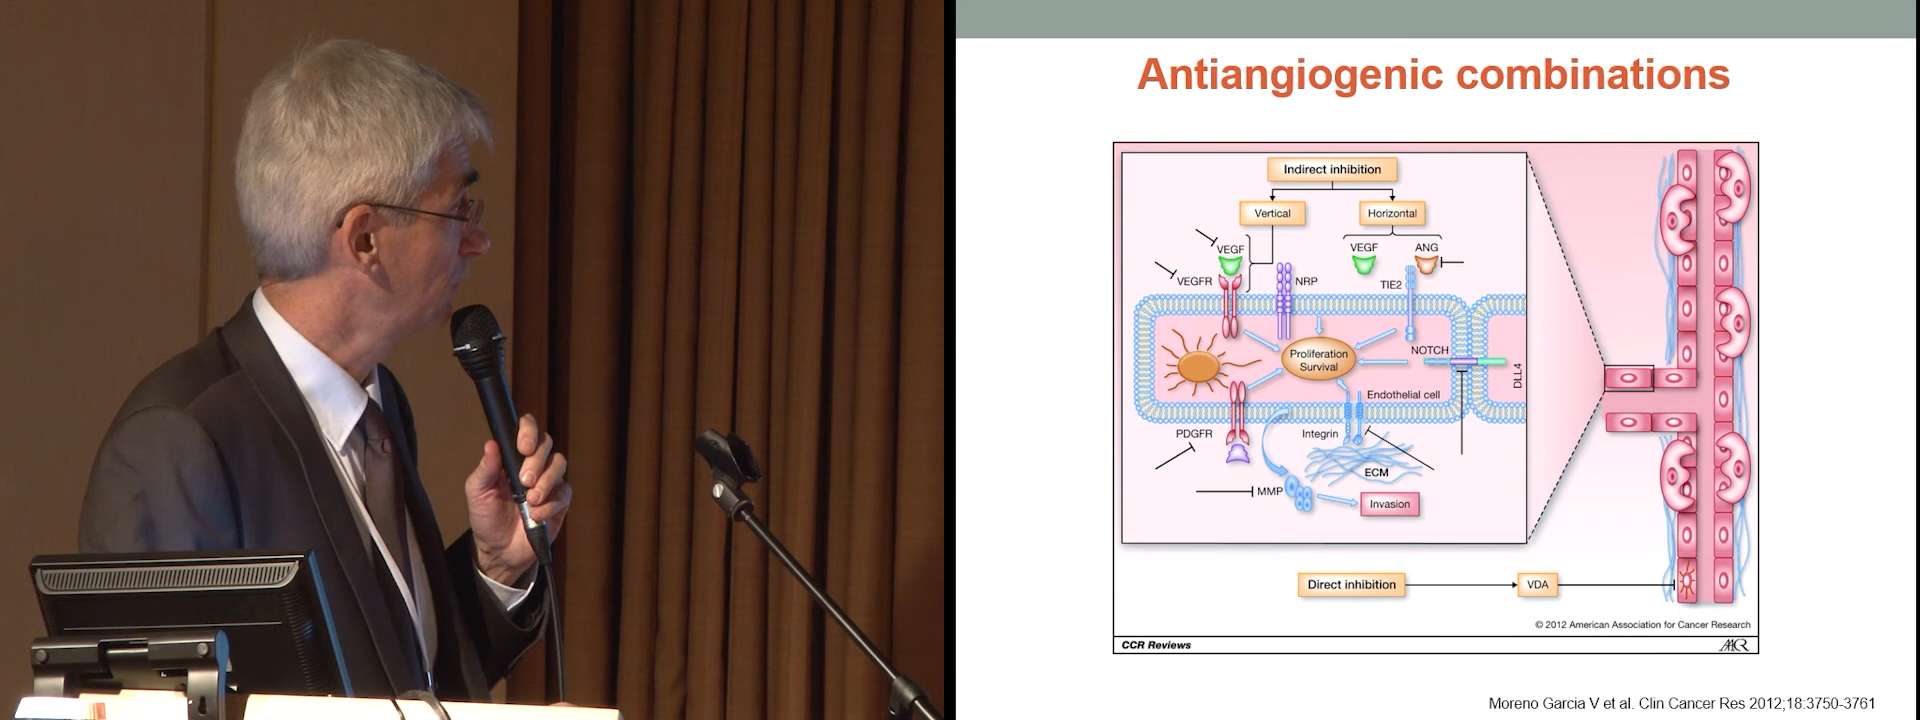 Antiangiogenic combinations
Indirect inhibition
Vertical
Horizontal
VEGF
VEGF
ANG
VEGFR
NRP
TIE2
Proliferation
Survival
NOTCH
DLL4
Endothelial cell
PDGFR
Integrin
ECM
MMP
Invasion
Direct inhibition
VDA
© 2012 American Association for Cancer Research
CCR Reviews
AACR
Moreno Garcia V et al. Clin Cancer Res 2012;18:3750-3761